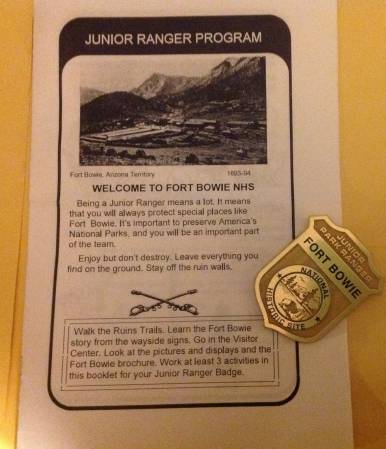 JUNIOR RANGER PROGRAM
Fort Bowie, Arizona Territory 1893-94
WELCOME TO FORT BOWIE NHS
Being a Junior Ranger means a lot. It means
that you will always protect special places like
Fort Bowie. It's important to preserve America's
National Parks, and you will be an important part
of the team.
Enjoy but don't destroy. Leave everything you
find on the ground. Stay off the ruin walls.
Walk the Ruins Trails. Learn the Fort Bowie
story from the wayside signs. Go in the Visitor
Center. Look at the pictures and displays and the
Fort Bowie brochure. Work at least 3 activities in
this booklet for your Junior Ranger Badge.
JUNIOR
PARK RANGER
FORT BOWIE
NATIONAL
HISTORIC SITE